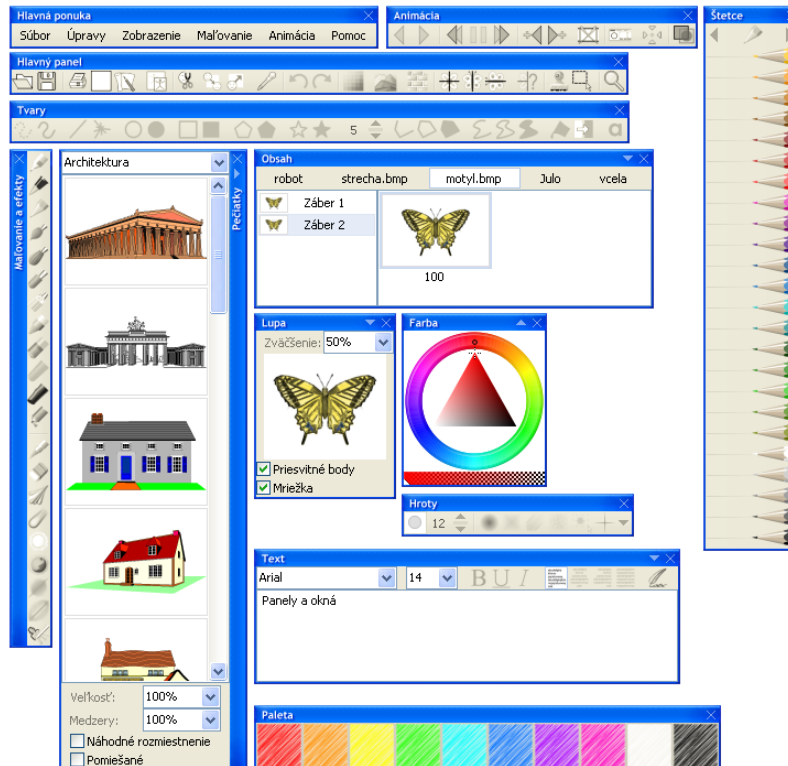 Hlavná ponuka
Súbor Úpravy Zobrazenie Maľovanie Animácia Pomoc
Animácia
Štetce
Hlavný panel
Tvary
5
Maľovanie a efekty
Architektura
Pečiatky
Veľkosť: 100%
Medzery: 100%
Náhodné rozmiestnenie
Pomiešané
Obsah
robot strecha.bmp motyl.bmp Julo vcela
Záber 1
Záber 2
100
Lupa
Zväčšenie: 50%
Priesvitné body
Mriežka
Farba
Hroty
12
Text
Arial 14 B U I
Panely a okná
Paleta